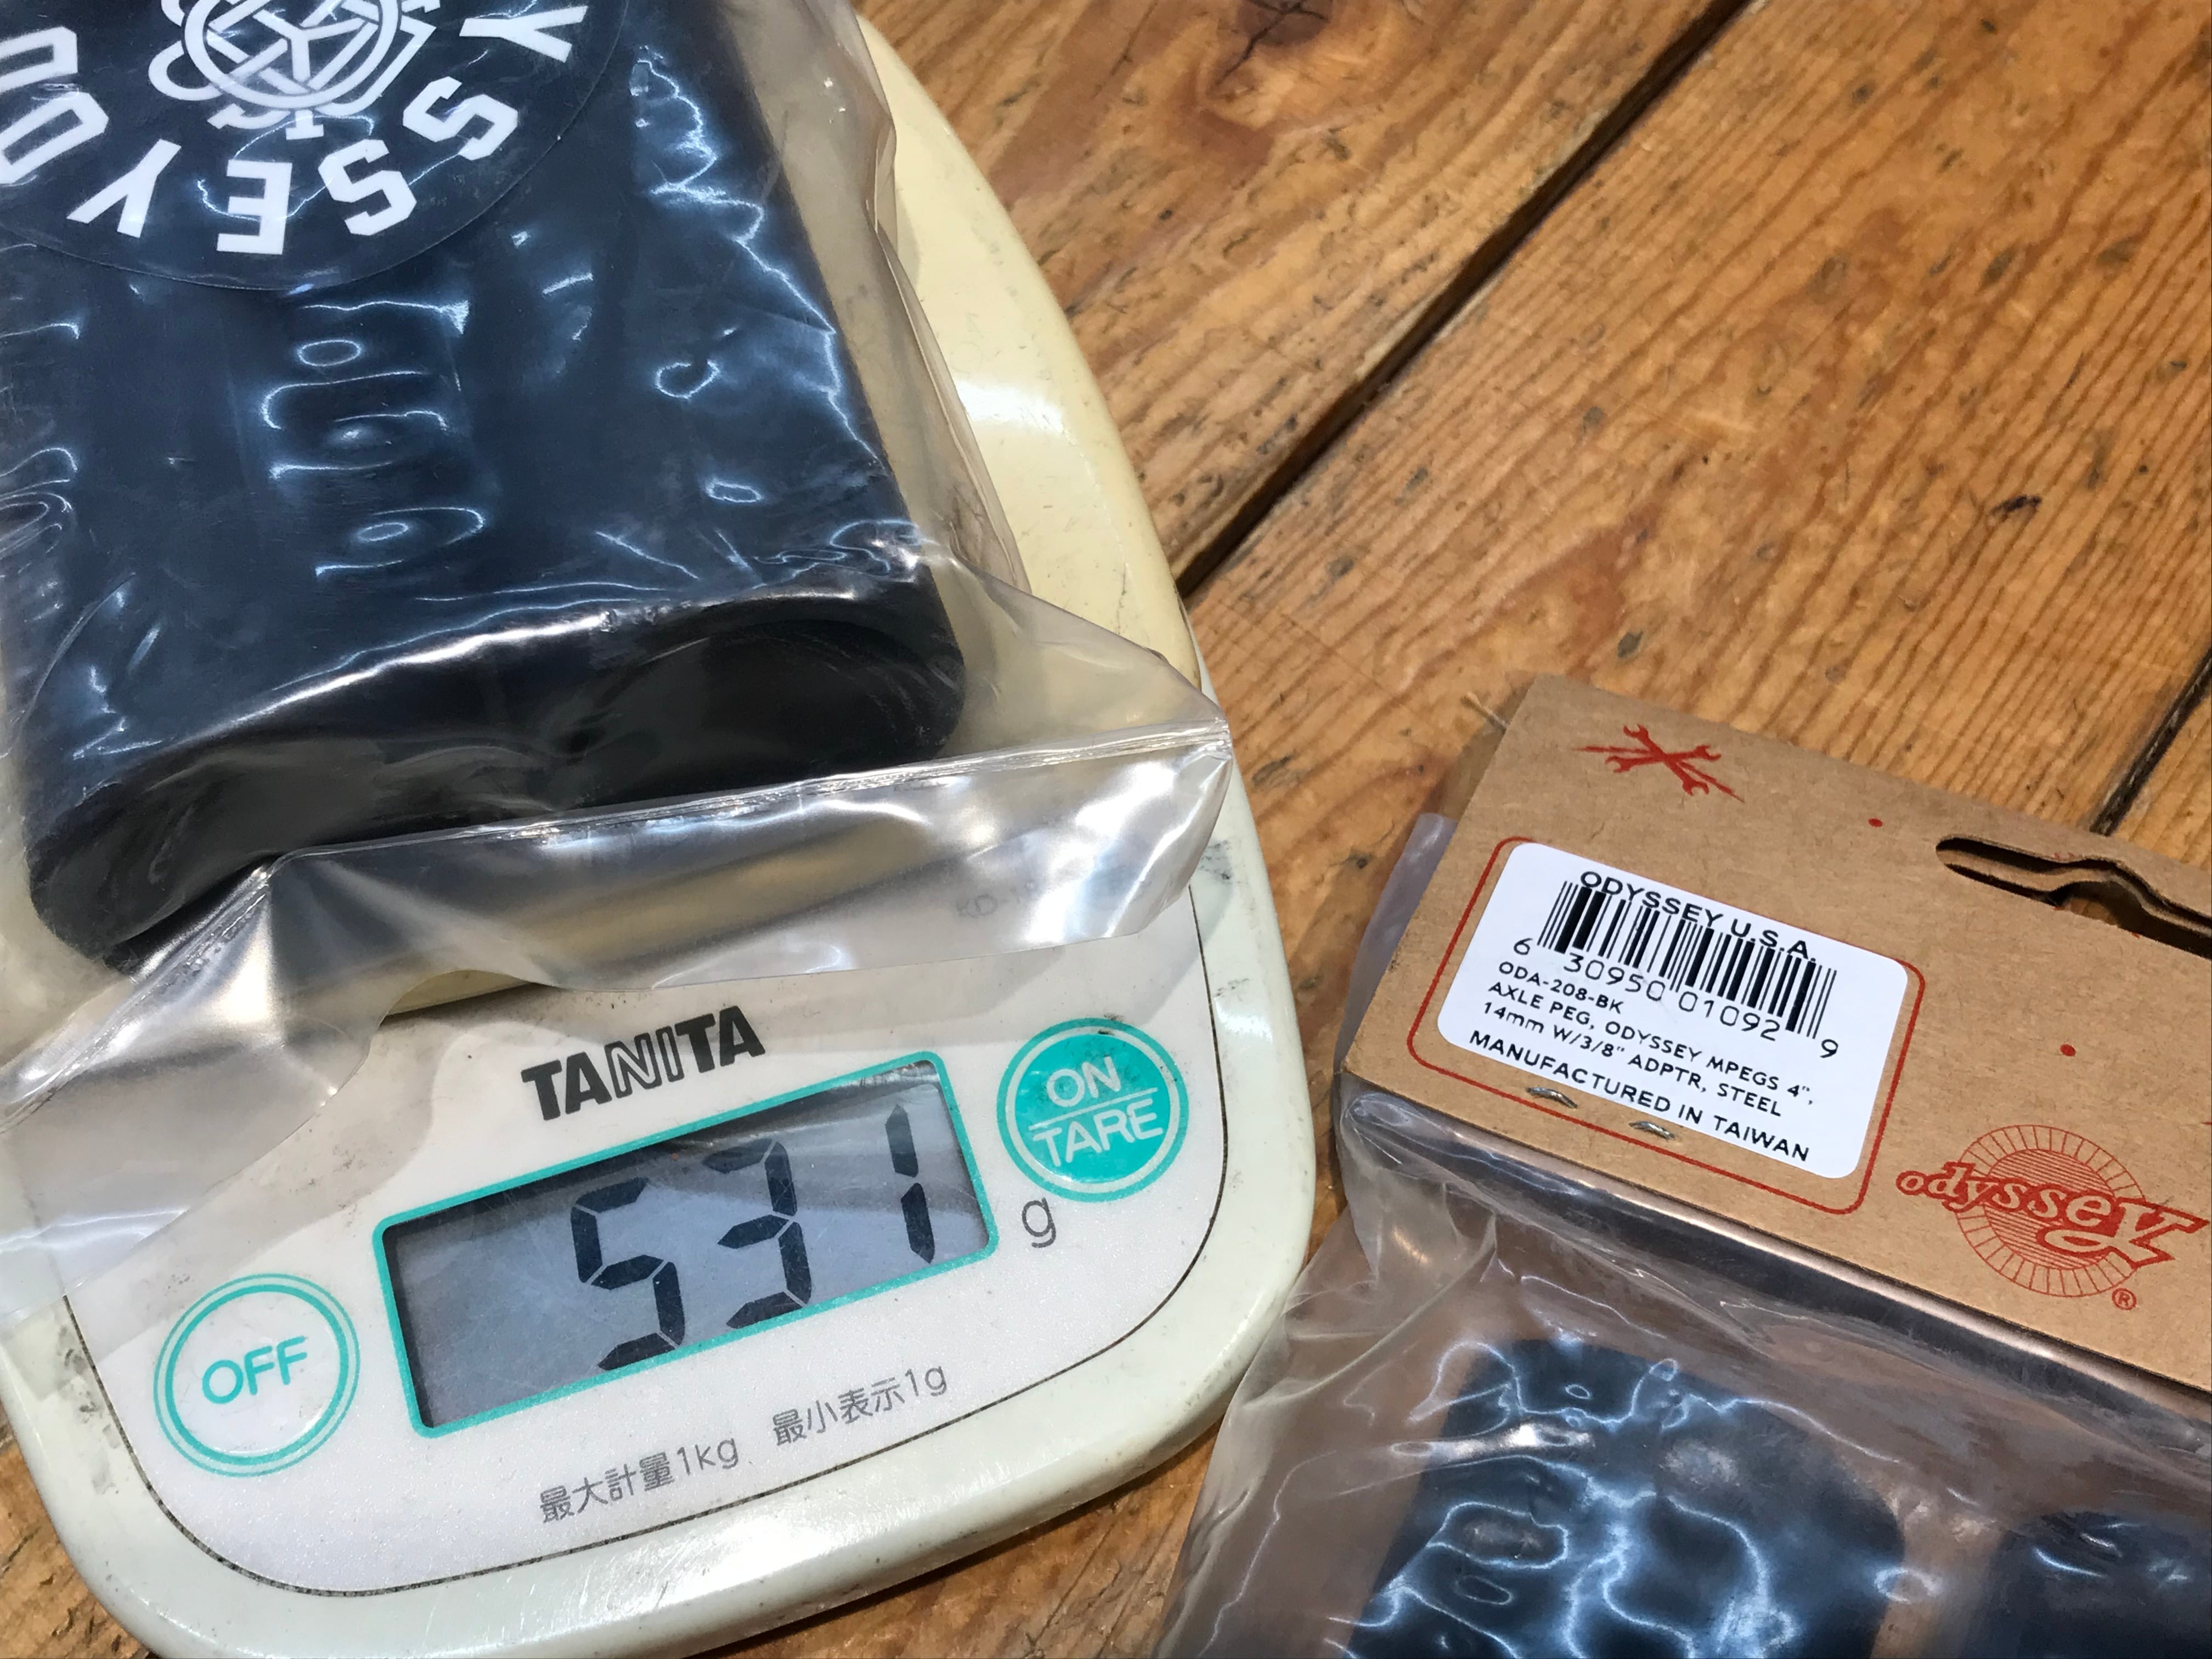 ODYSSEY
TANITA
531 g
ON
TARE
OFF
最大計量1kg 最小表示1g
ODYSSEY U.S.A.
6 30950 01092 9
ODA-208-BK
AXLE PEG, ODYSSEY MPEGS 4",
14mm W/3/8" ADPTR, STEEL
MANUFACTURED IN TAIWAN
odyssey
®